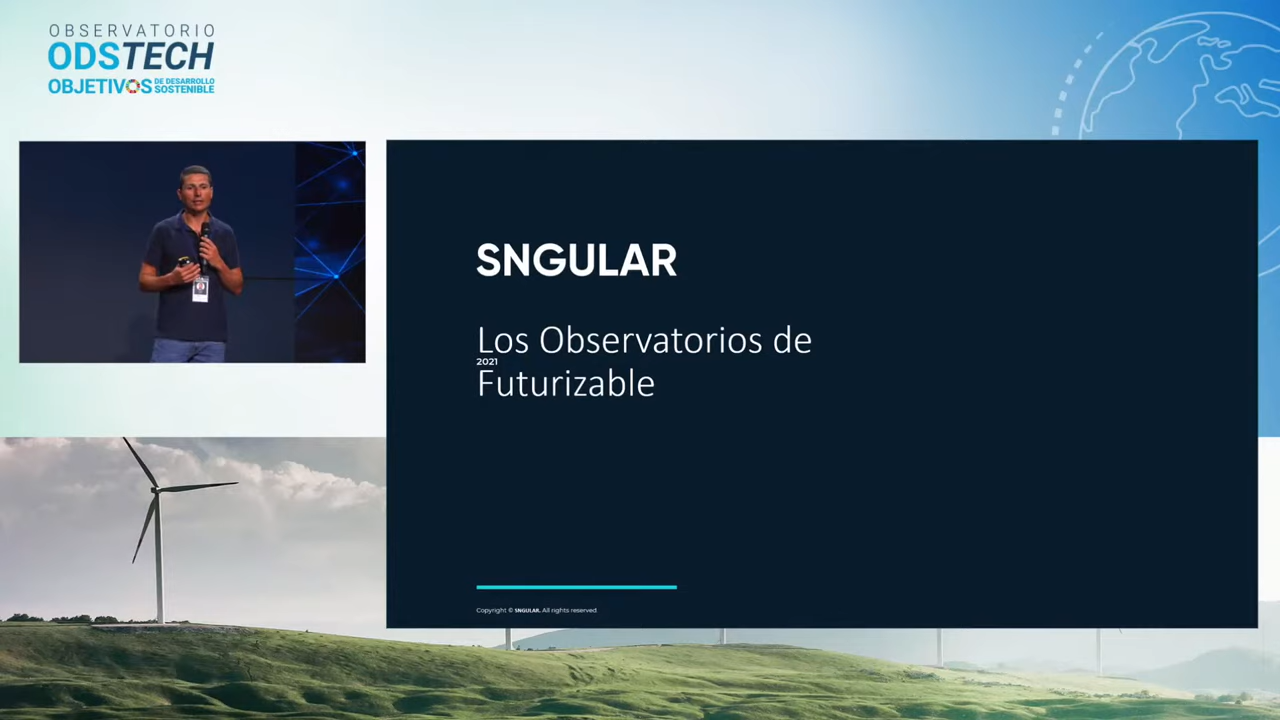 OBSERVATORIO
ODSTECH
OBJETIVOS DE DESARROLLO SOSTENIBLE
SNGULAR
Los Observatorios de
2021
Futurizable
Copyright © SNGULAR. All rights reserved